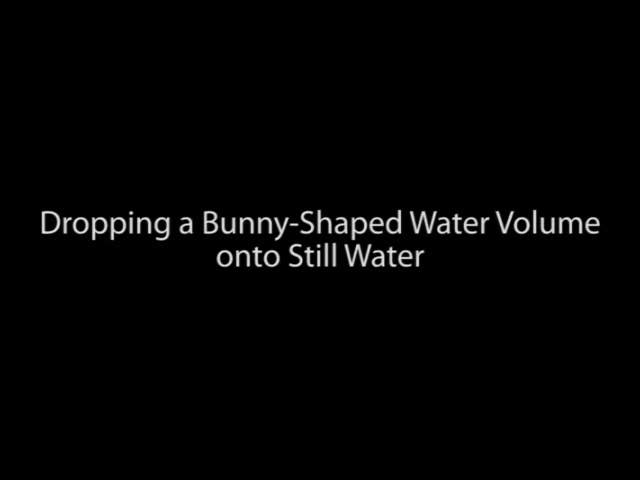 Dropping a Bunny-Shaped Water Volume
onto Still Water